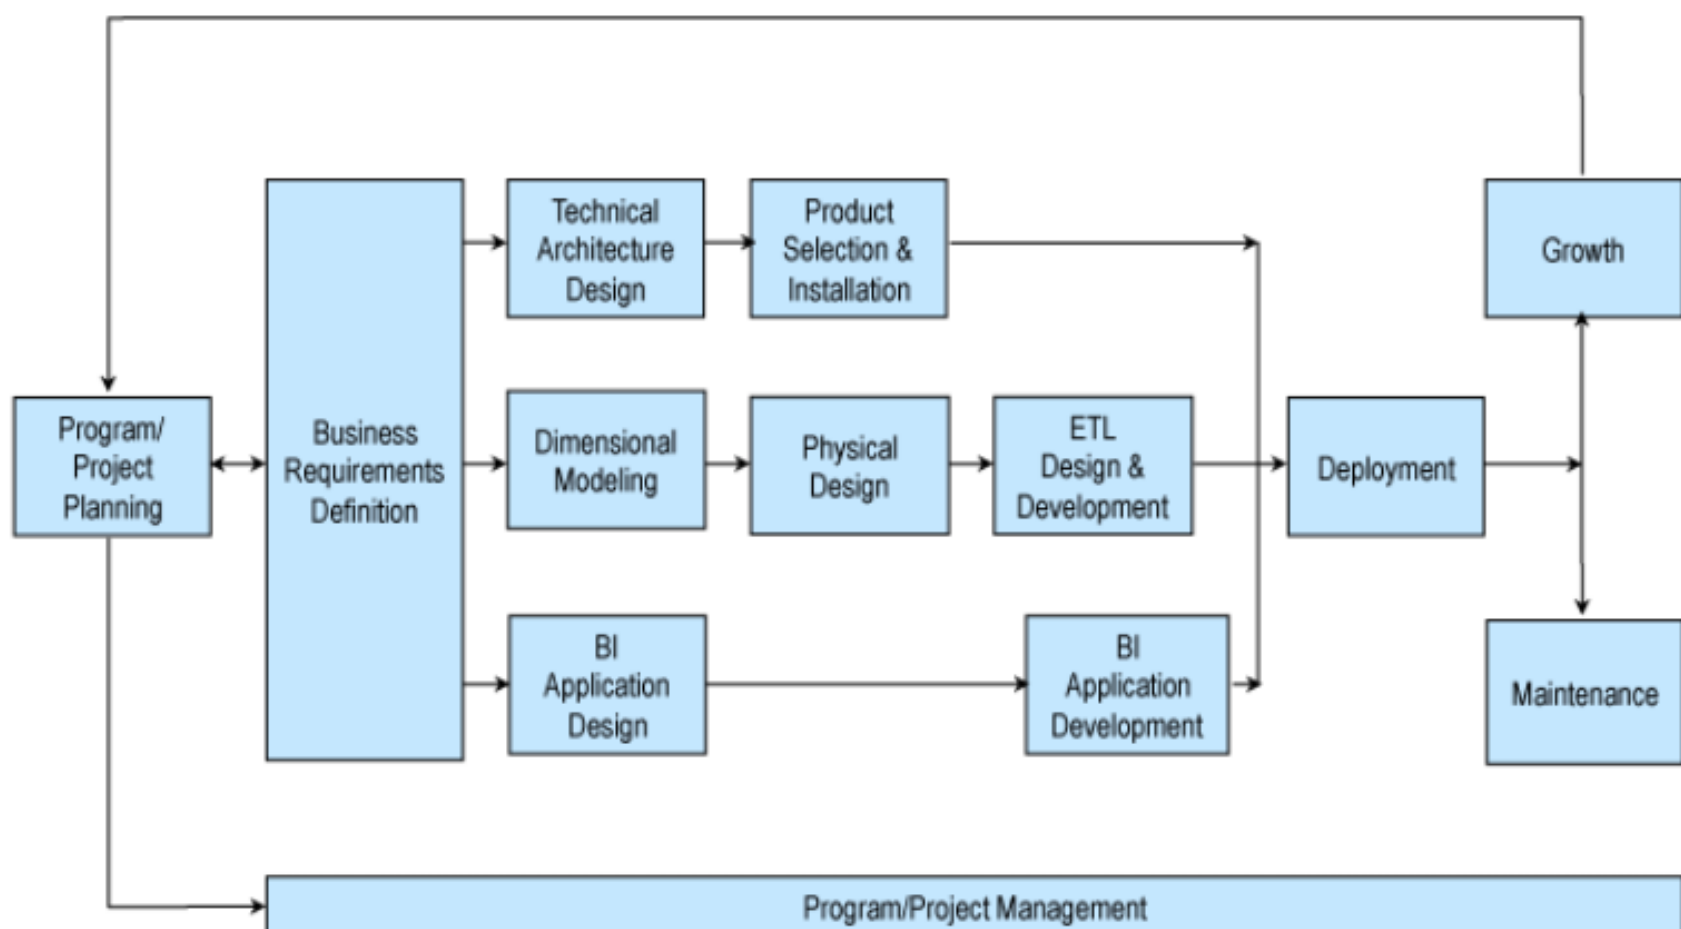 Technical
Architecture
Design
Product
Selection &
Installation
Growth
Program/
Project
Planning
Business
Requirements
Definition
Dimensional
Modeling
Physical
Design
ETL
Design &
Development
Deployment
BI
Application
Design
BI
Application
Development
Maintenance
Program/Project Management